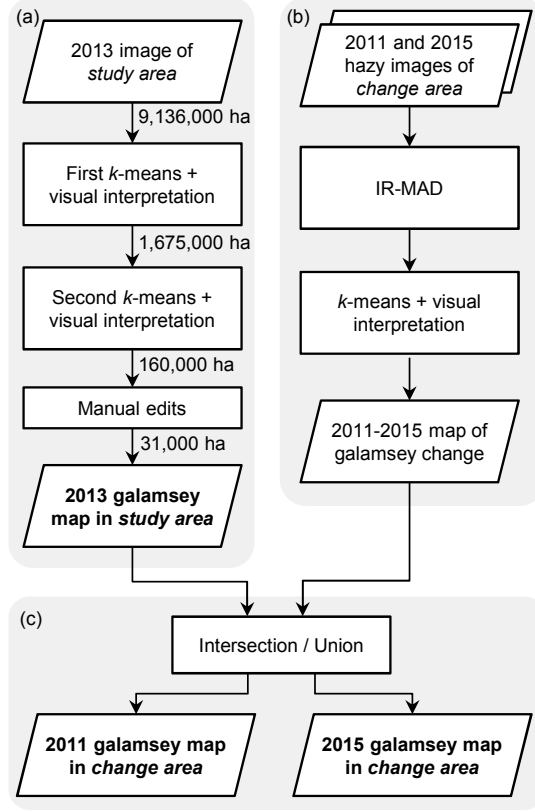 (a)
2013 image of
study area
9,136,000 ha
First k-means +
visual interpretation
1,675,000 ha
Second k-means +
visual interpretation
160,000 ha
Manual edits
31,000 ha
2013 galamsey
map in study area
(b)
2011 and 2015
hazy images of
change area
IR-MAD
k-means + visual
interpretation
2011-2015 map of
galamsey change
(c)
Intersection / Union
2011 galamsey map
in change area
2015 galamsey map
in change area